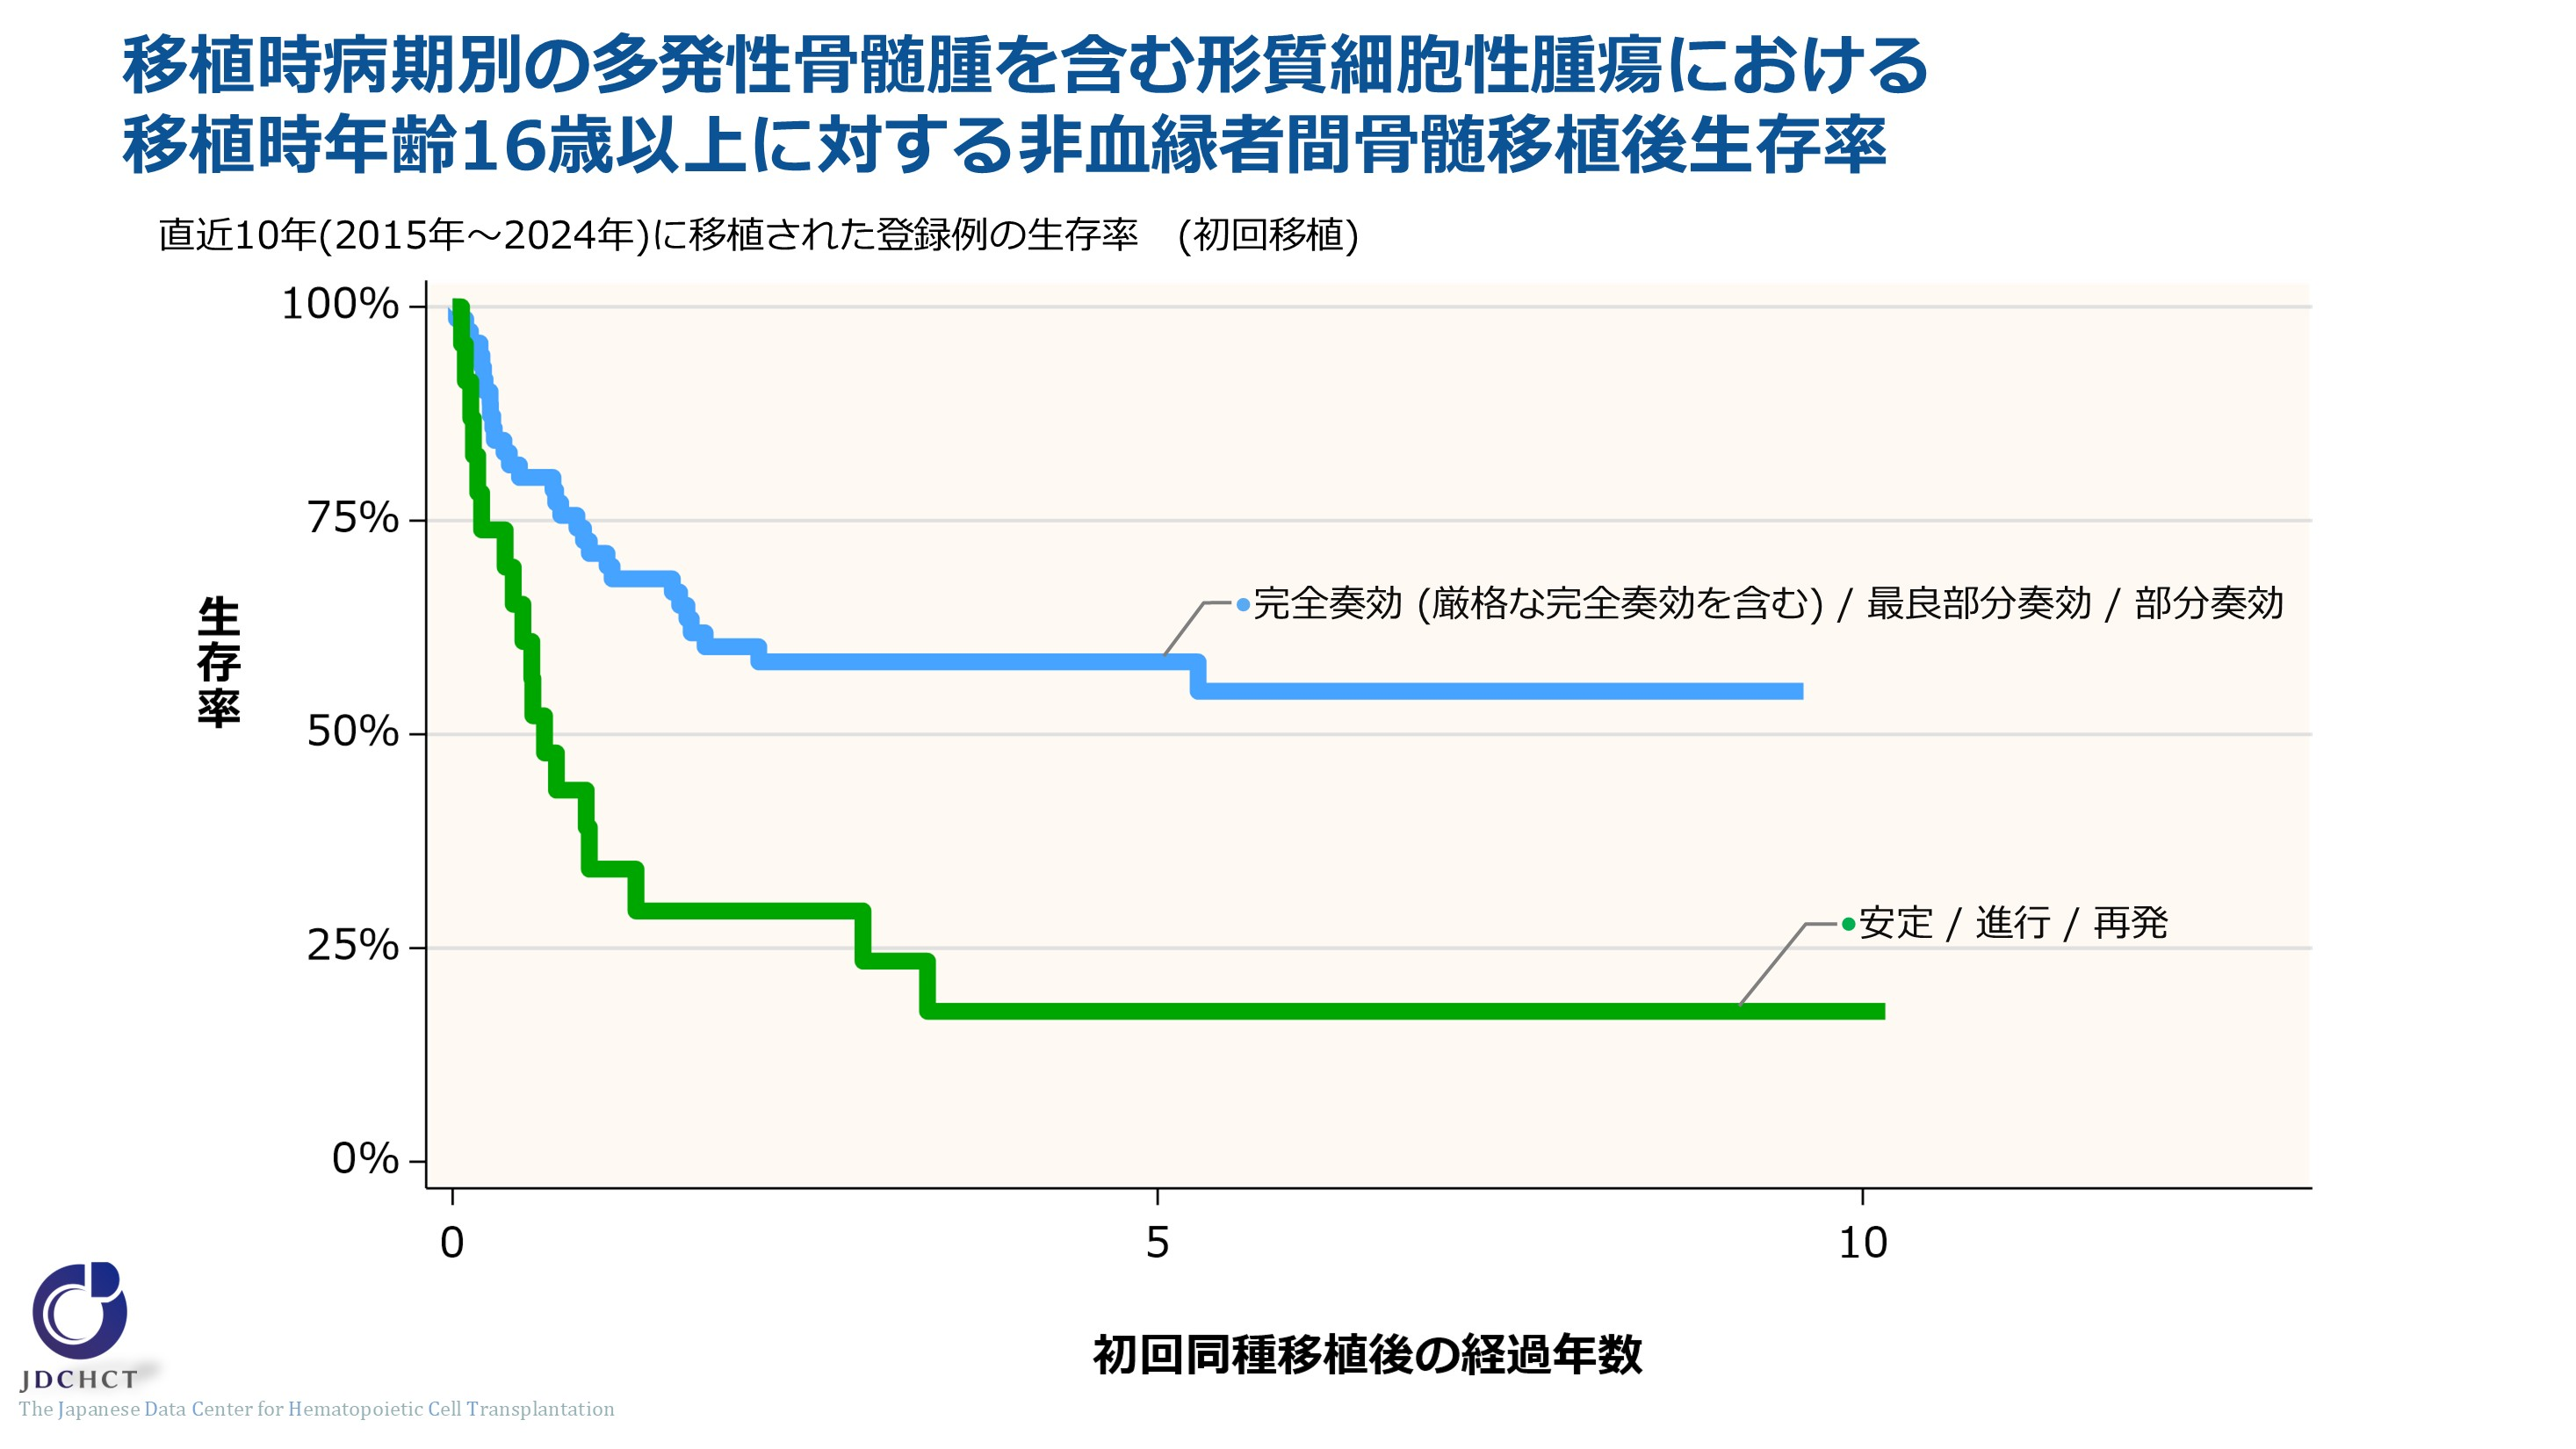 移植時病期別の多発性骨髄腫を含む形質細胞性腫瘍における
移植時年齢16歳以上に対する非血縁者間骨髄移植後生存率
直近10年(2015年～2024年)に移植された登録例の生存率　(初回移植)
100%
75%
50%
25%
0%
生存率
完全奏効 (厳格な完全奏効を含む) / 最良部分奏効 / 部分奏効
安定 / 進行 / 再発
0
5
10
初回同種移植後の経過年数
JDCHCT
The Japanese Data Center for Hematopoietic Cell Transplantation